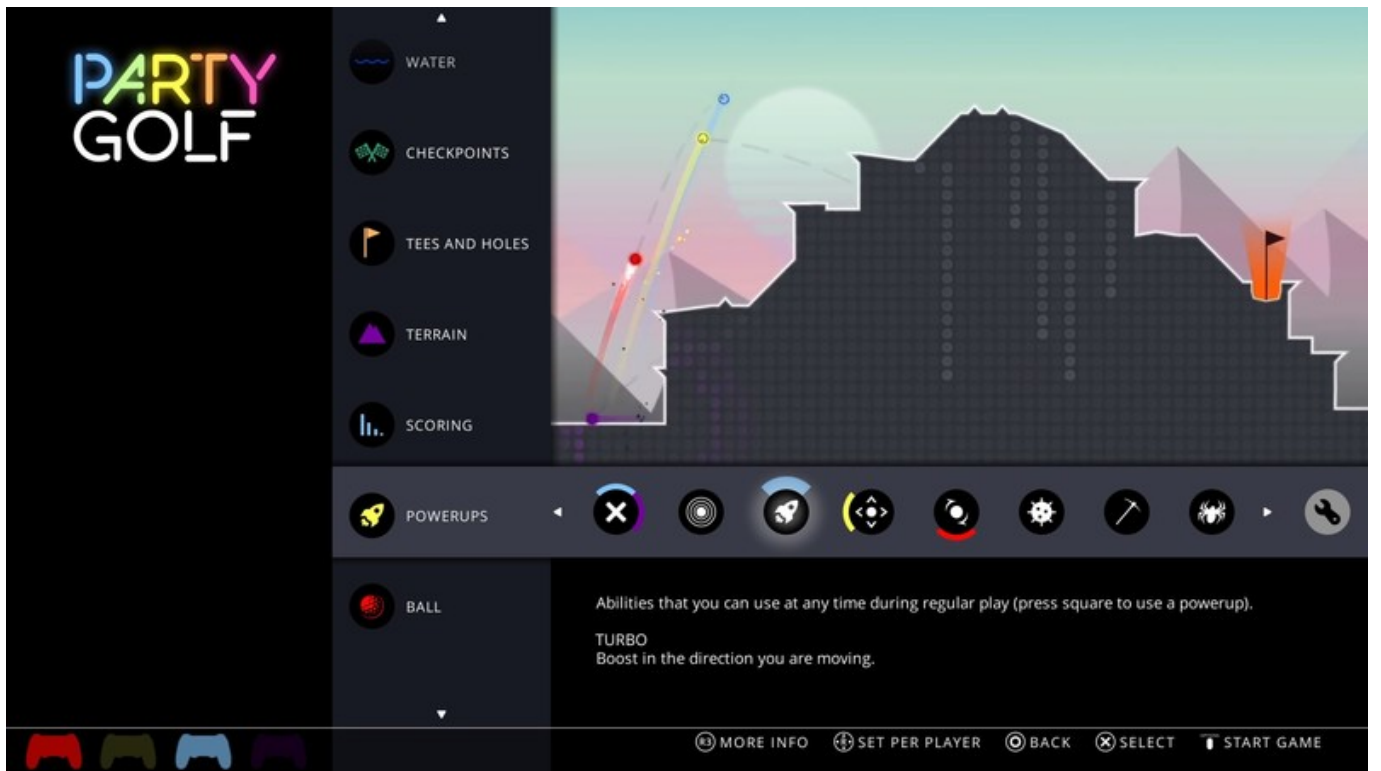 PARTY
GOLF
WATER
CHECKPOINTS
TEES AND HOLES
TERRAIN
SCORING
POWERUPS
BALL
Abilities that you can use at any time during regular play (press square to use a powerup).
TURBO
Boost in the direction you are moving.
R3 MORE INFO R SET PER PLAYER BACK SELECT START GAME